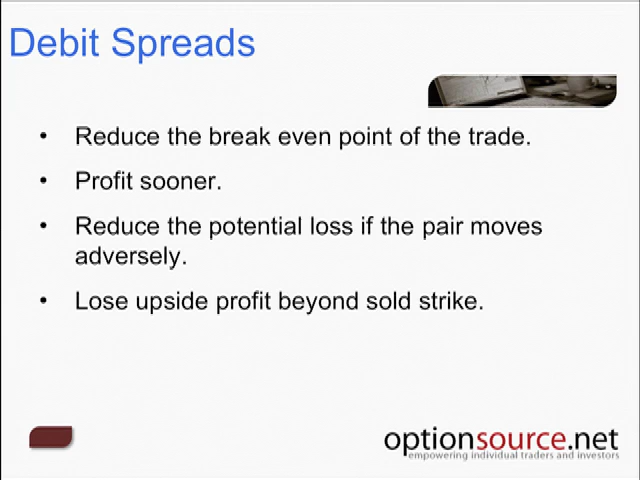 Debit Spreads
• Reduce the break even point of the trade.
• Profit sooner.
• Reduce the potential loss if the pair moves
adversely.
• Lose upside profit beyond sold strike.
optionsource.net
empowering individual traders and investors